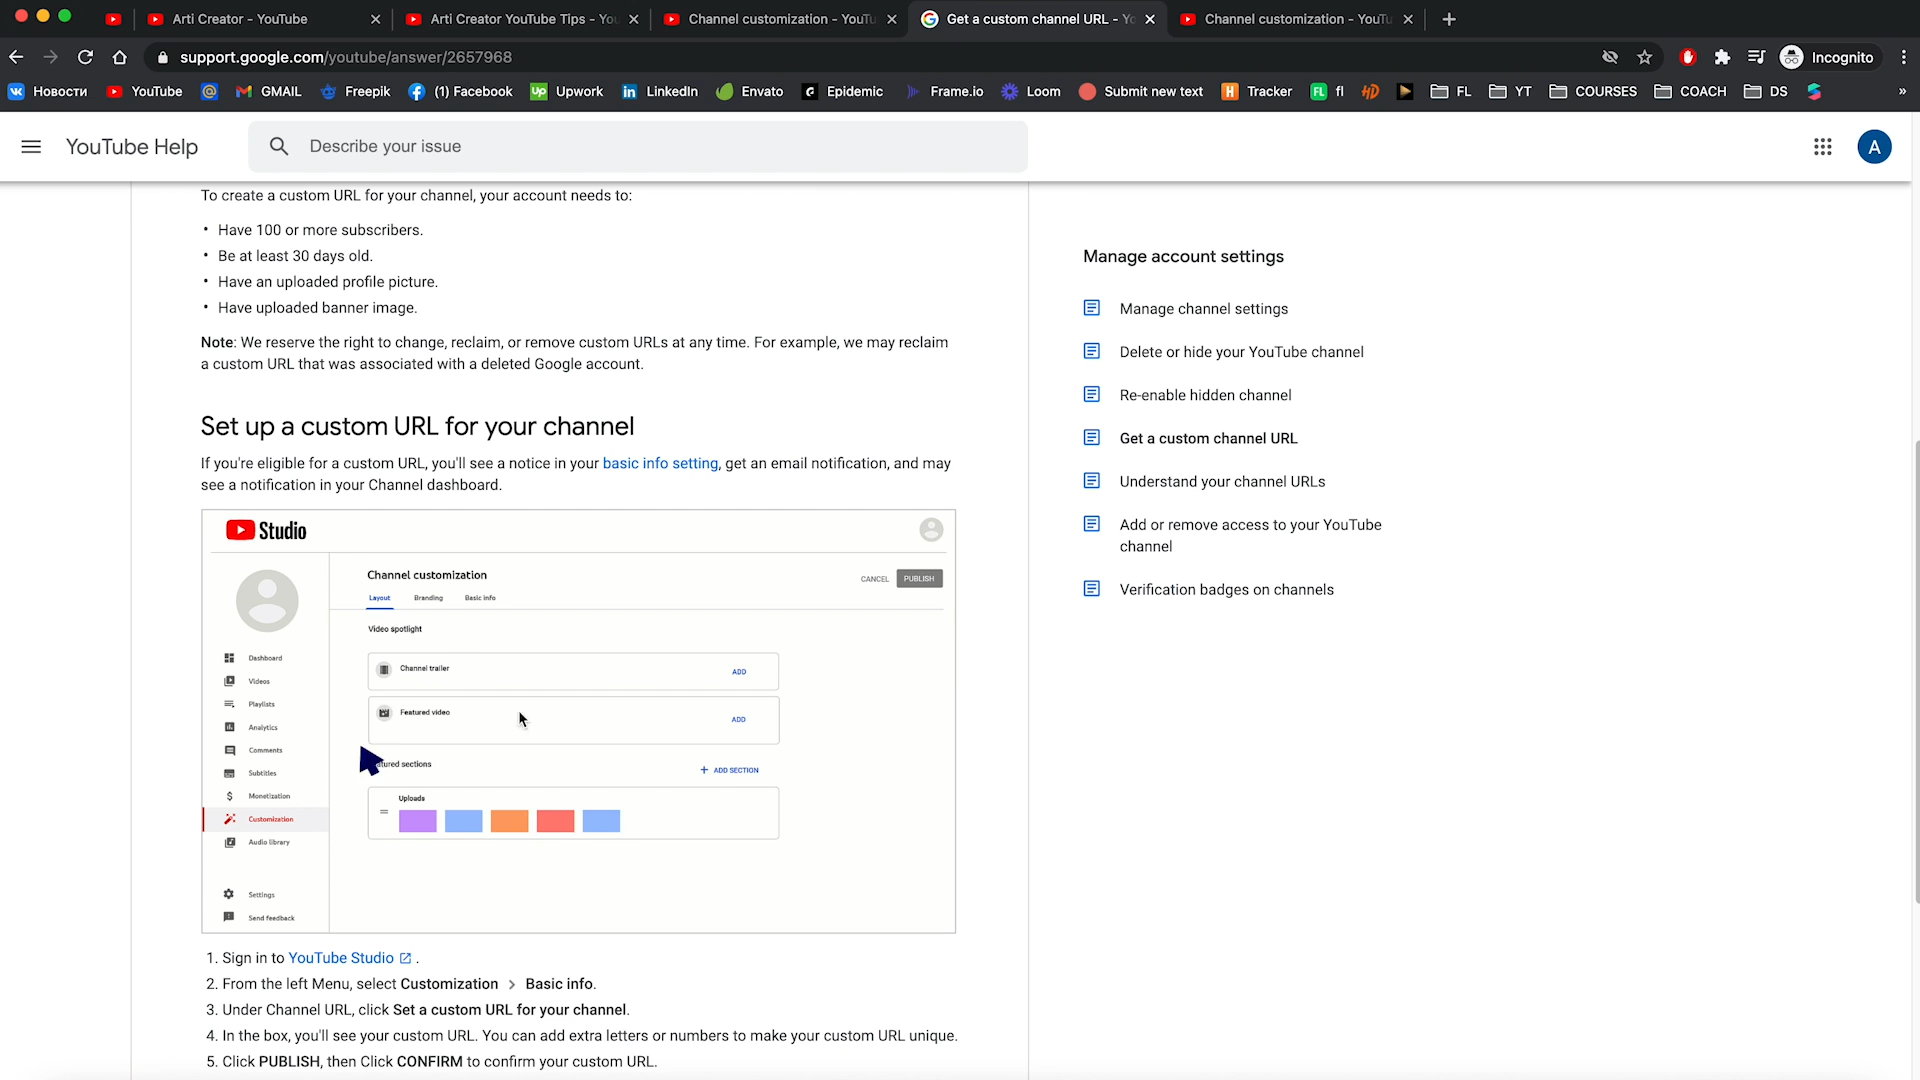 Arti Creator - YouTube
Arti Creator YouTube Tips - You
Channel customization - YouTu
Get a custom channel URL - Yo
Channel customization - YouTu
support.google.com/youtube/answer/2657968
Incognito
Новости
YouTube
GMAIL
Freepik
(1) Facebook
Upwork
LinkedIn
Envato
Epidemic
Frame.io
Loom
Submit new text
Tracker
fl
FL
YT
COURSES
COACH
DS
»
YouTube Help
Describe your issue
A
To create a custom URL for your channel, your account needs to:
• Have 100 or more subscribers.
• Be at least 30 days old.
• Have an uploaded profile picture.
• Have uploaded banner image.
Note: We reserve the right to change, reclaim, or remove custom URLs at any time. For example, we may reclaim
a custom URL that was associated with a deleted Google account.
Set up a custom URL for your channel
If you're eligible for a custom URL, you'll see a notice in your basic info setting, get an email notification, and may
see a notification in your Channel dashboard.
Studio
Channel customization
CANCEL
PUBLISH
Layout
Branding
Basic info
Video spotlight
Channel trailer
ADD
Featured video
ADD
sections
+ ADD SECTION
Uploads
Dashboard
Videos
Playlists
Analytics
Comments
Subtitles
$ Monetization
Customization
Audio library
Settings
Send feedback
1. Sign in to YouTube Studio .
2. From the left Menu, select Customization > Basic info.
3. Under Channel URL, click Set a custom URL for your channel.
4. In the box, you'll see your custom URL. You can add extra letters or numbers to make your custom URL unique.
5. Click PUBLISH, then Click CONFIRM to confirm your custom URL.
Manage account settings
Manage channel settings
Delete or hide your YouTube channel
Re-enable hidden channel
Get a custom channel URL
Understand your channel URLs
Add or remove access to your YouTube
channel
Verification badges on channels